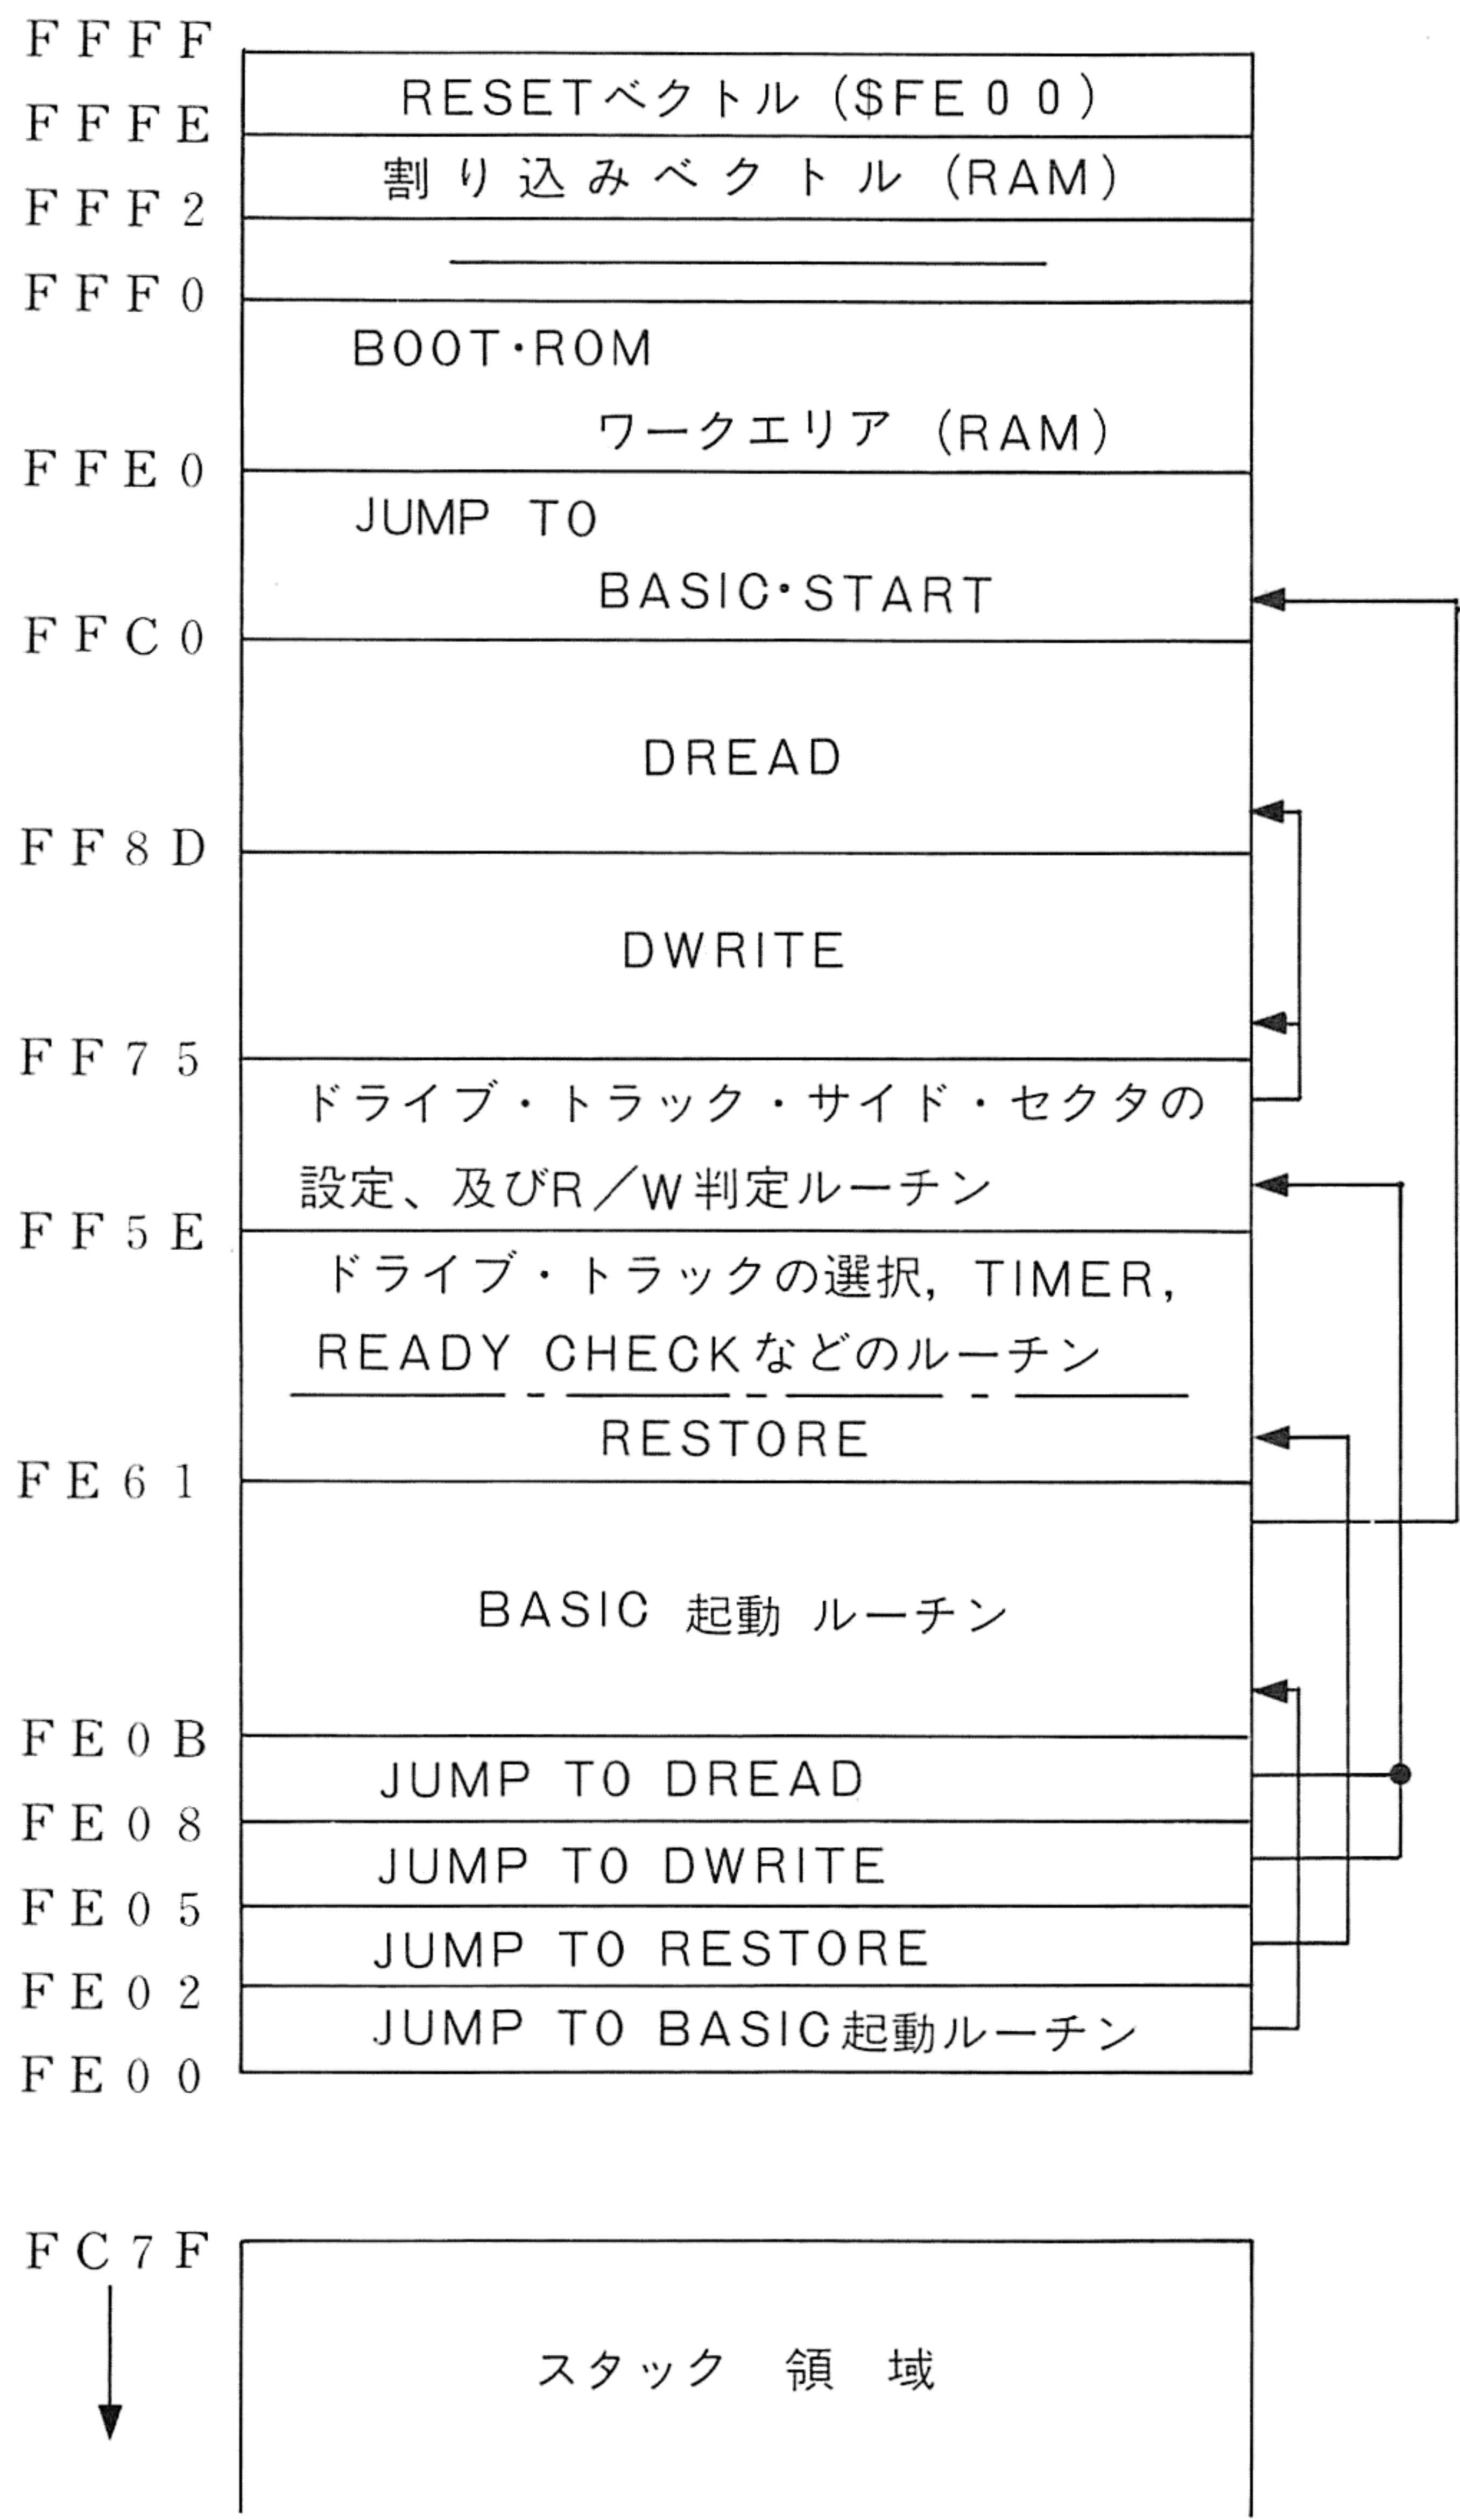 FFFF
RESETベクトル ($FE00)
FFFE
割り込みベクトル (RAM)
FFF2
FFF0
BOOT・ROM
ワークエリア (RAM)
FFE0
JUMP TO
BASIC・START
FFC0
DREAD
FF8D
DWRITE
FF75
ドライブ・トラック・サイド・セクタの
設定、及びR／W判定ルーチン
FF5E
ドライブ・トラックの選択, TIMER,
READY CHECKなどのルーチン
RESTORE
FE61
BASIC 起動 ルーチン
FE0B
JUMP TO DREAD
FE08
JUMP TO DWRITE
FE05
JUMP TO RESTORE
FE02
JUMP TO BASIC起動ルーチン
FE00
FC7F
スタック 領 域